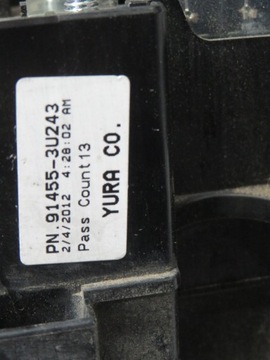 PN.91455-3U243
2/4/2012 4:28:02 AM
Pass Count13
YURA CO.